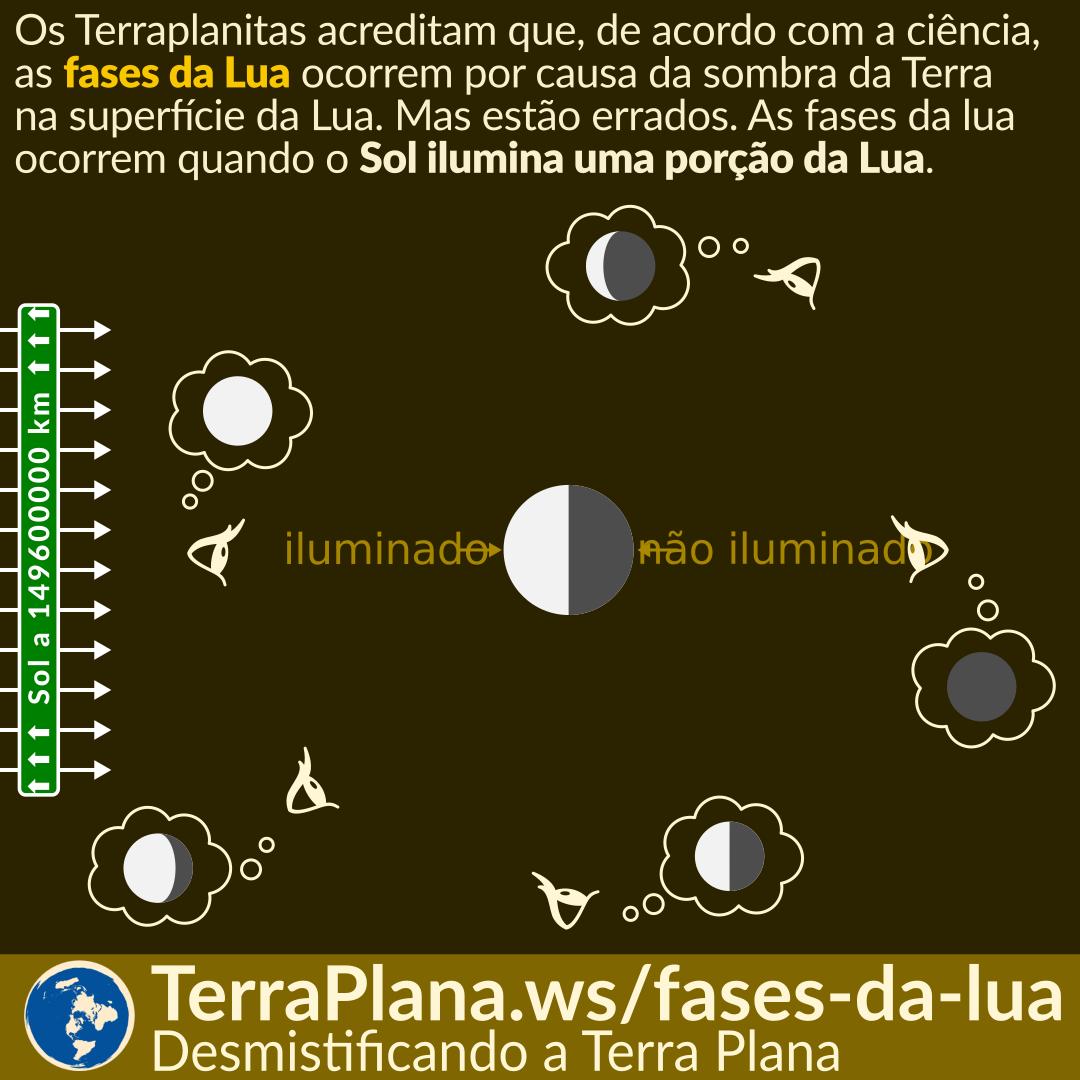 Os Terraplanitas acreditam que, de acordo com a ciência,
as fases da Lua ocorrem por causa da sombra da Terra
na superfície da Lua. Mas estão errados. As fases da lua
ocorrem quando o Sol ilumina uma porção da Lua.
Sol a 149600000 km
iluminado
não iluminado
TerraPlana.ws/fases-da-lua
Desmistificando a Terra Plana